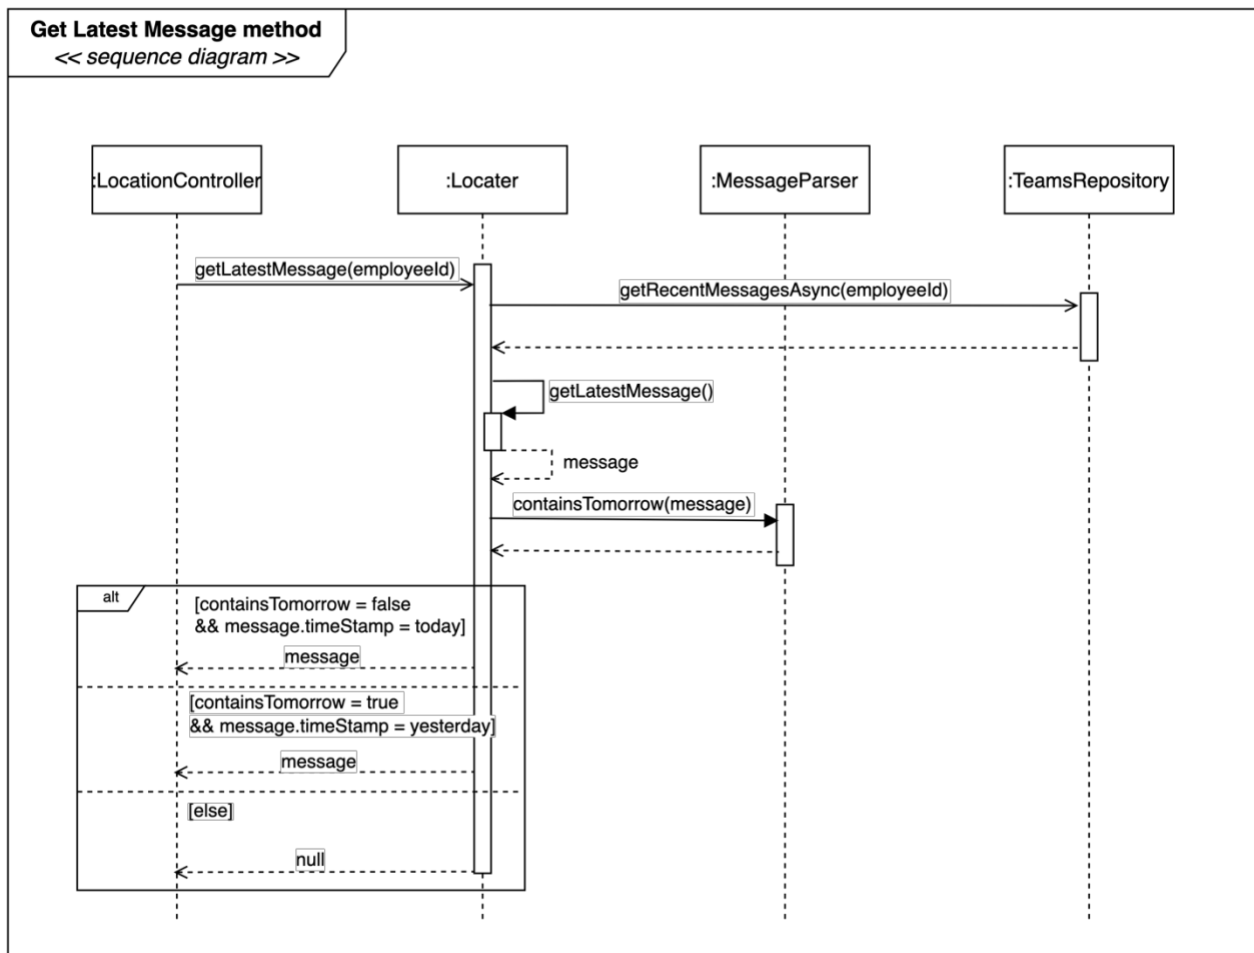 Get Latest Message method
<< sequence diagram >>
:LocationController
:Locater
:MessageParser
:TeamsRepository
getLatestMessage(employeeId)
getRecentMessagesAsync(employeeId)
getLatestMessage()
message
containsTomorrow(message)
alt
[containsTomorrow = false
&& message.timeStamp = today]
message
[containsTomorrow = true
&& message.timeStamp = yesterday]
message
[else]
null